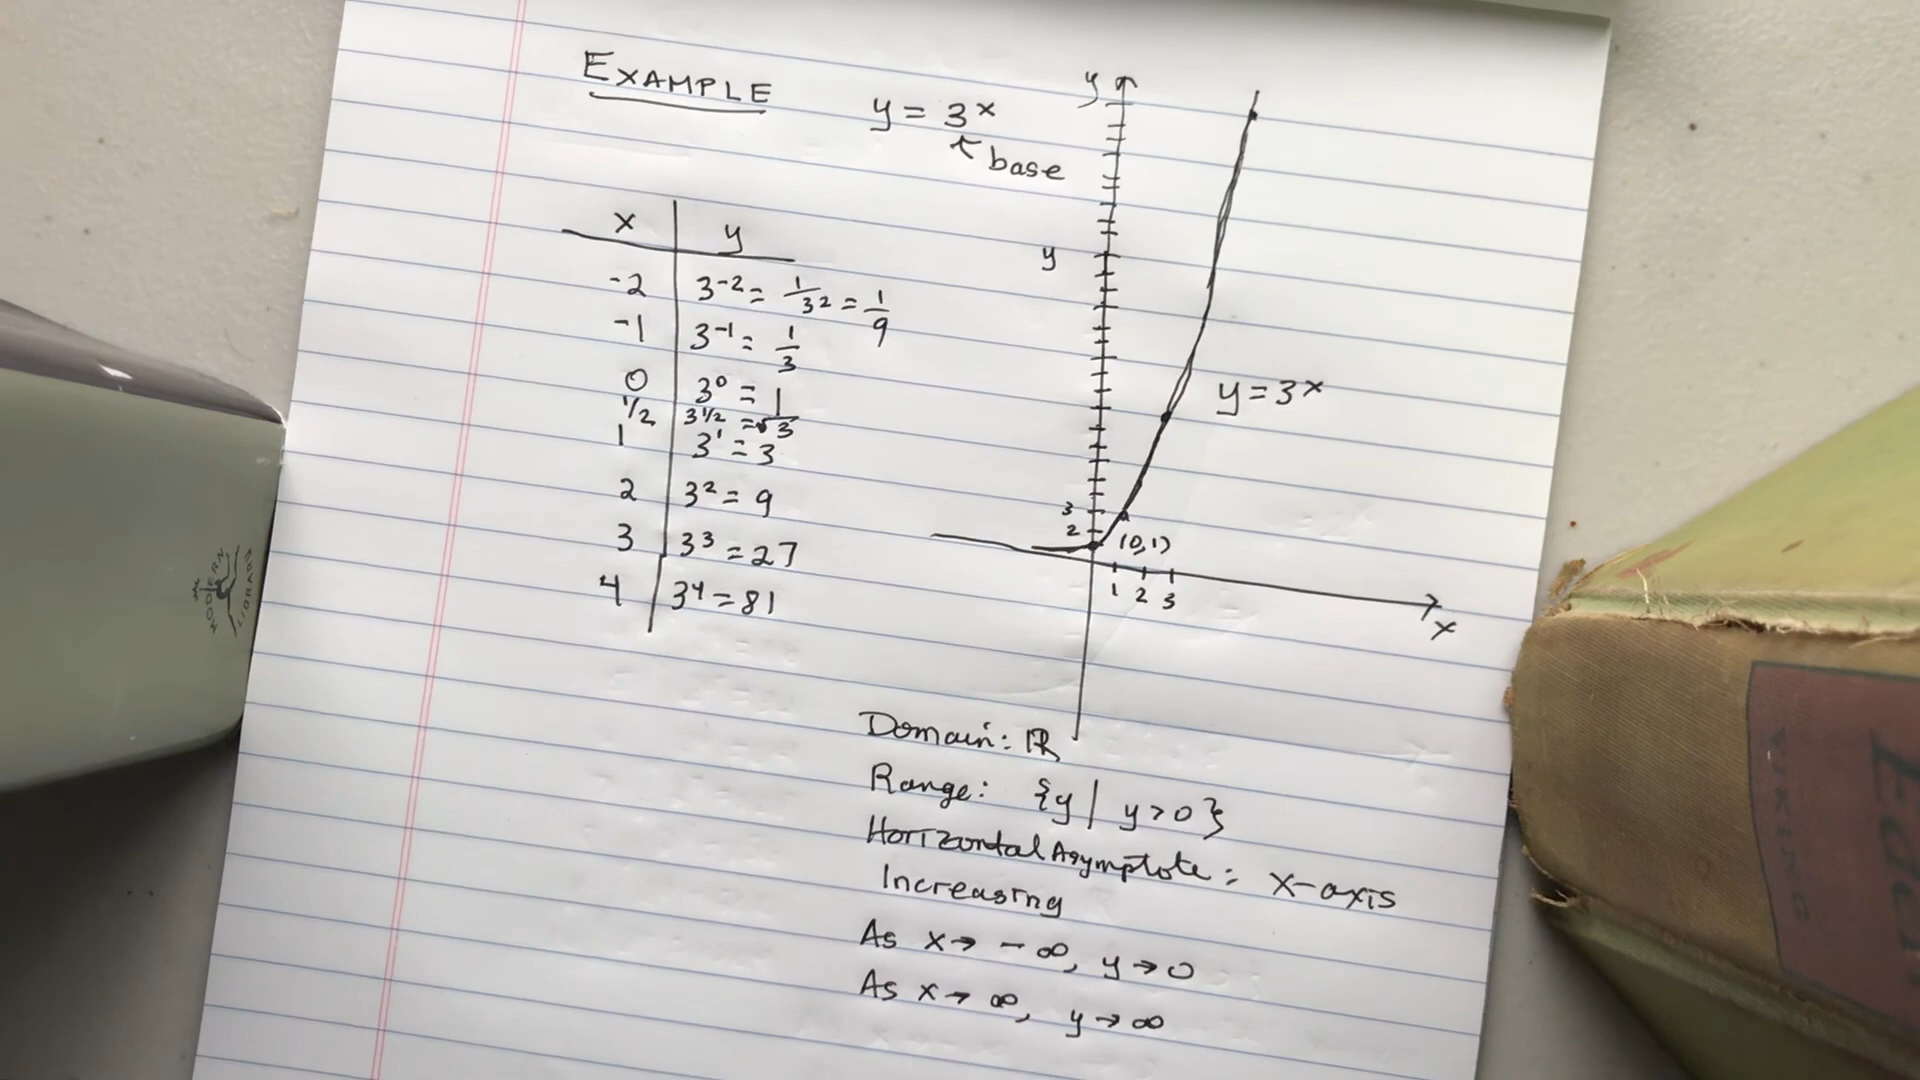 EXAMPLE
y = 3^x
base
x y
-2 3^-2 = 1/3^2 = 1/9
-1 3^-1 = 1/3
0 3^0 = 1
1/2 3^1/2 = √3
1 3^1 = 3
2 3^2 = 9
3 3^3 = 27
4 3^4 = 81
y
y
y = 3^x
3
2
(0,1)
1 2 3
x
Domain: ℝ
Range: {y | y > 0}
Horizontal Asymptote: x-axis
Increasing
As x → -∞, y → 0
As x → ∞, y → ∞
MODERN
LIBRARY
VIKING